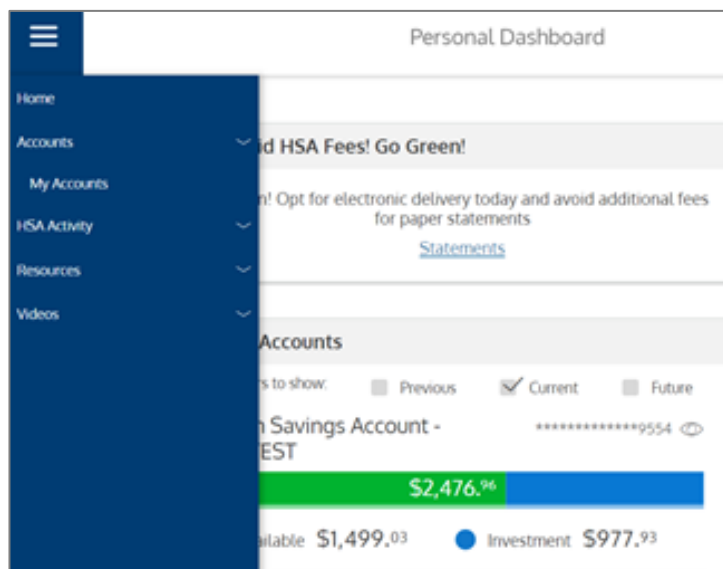 Personal Dashboard
Home
Accounts
My Accounts
HSA Activity
Resources
Videos
id HSA Fees! Go Green!
n! Opt for electronic delivery today and avoid additional fees
for paper statements
Statements
Accounts
rs to show: Previous Current Future
Savings Account -
EST
*************9554
$2,476.96
ailable $1,499.03 Investment $977.93